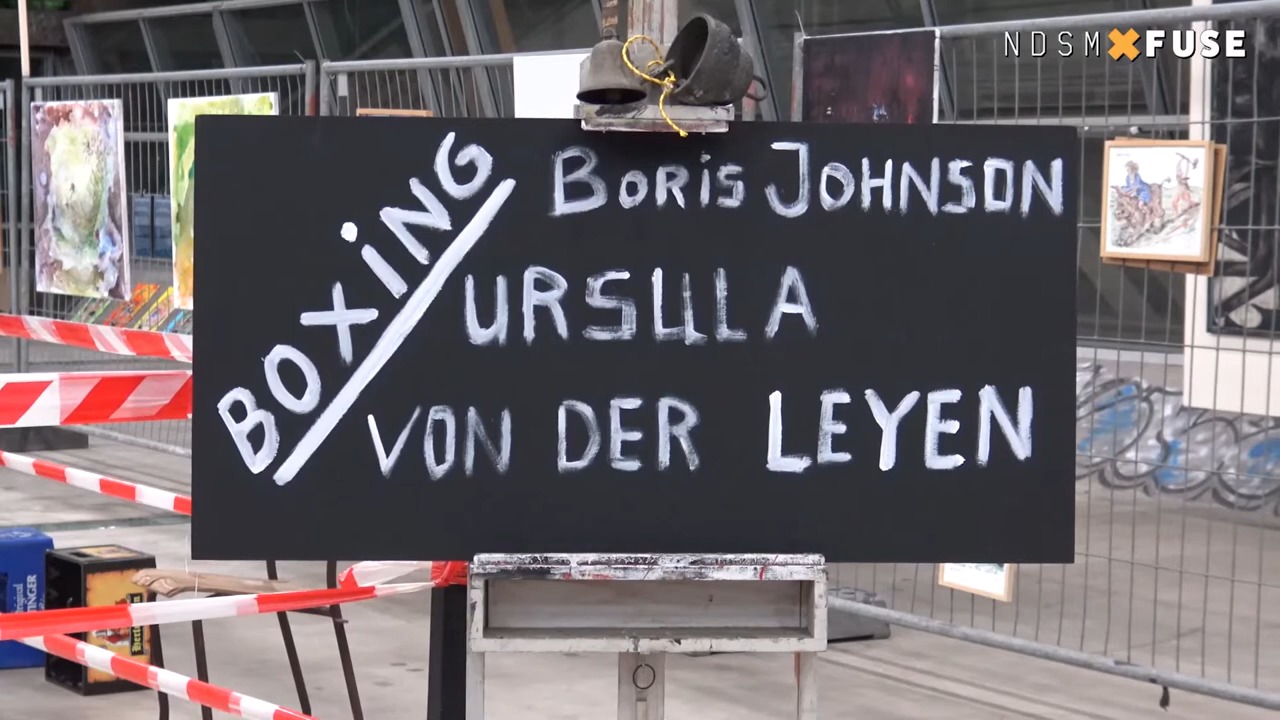 NDSM FUSE
BOXiNG
BORiS JOHNSON
URSULA
VON DER LEYEN